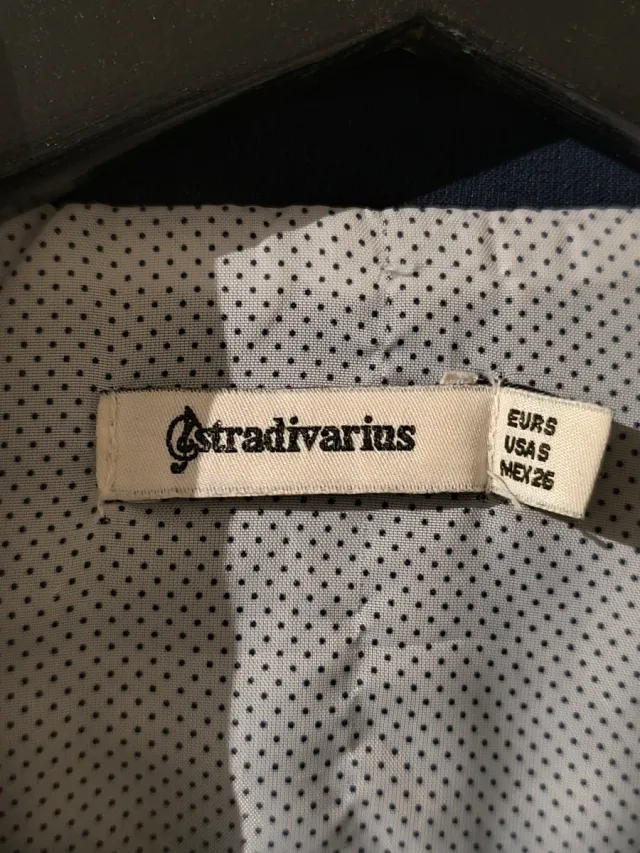 stradivarius
EUR S
USA S
MEX 26